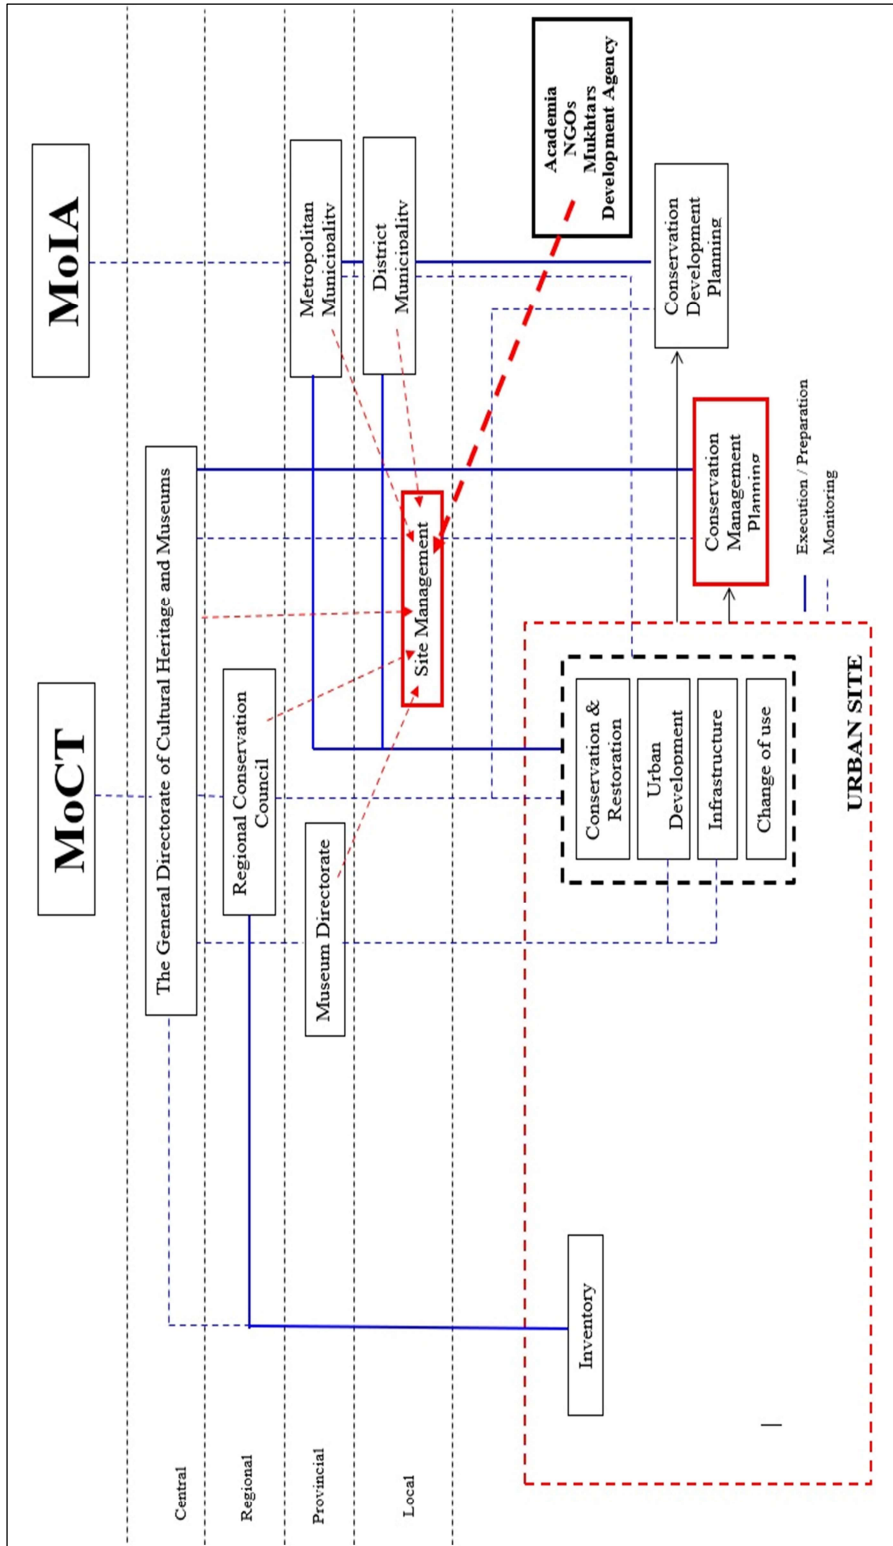 MoCT
MoIA
Central
The General Directorate of Cultural Heritage and Museums
Regional
Regional Conservation
Council
Provincial
Museum Directorate
Metropolitan
Municipality
Local
Site Management
District
Municipality
Academia
NGOs
Mukhtars
Development Agency
Inventory
Conservation &
Restoration
Urban
Development
Infrastructure
Change of use
URBAN SITE
Conservation
Management
Planning
Conservation
Development
Planning
Execution / Preparation
Monitoring